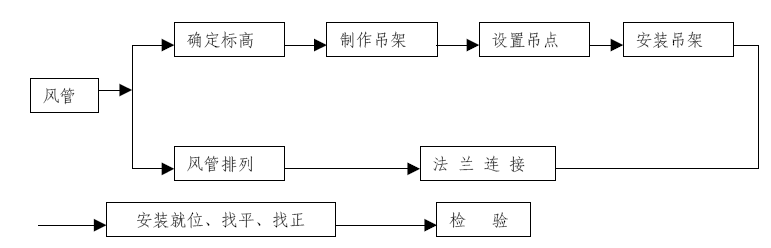 确定标高 制作吊架 设置吊点 安装吊架
风管
风管排列 法 兰 连 接
安装就位、找平、找正 检 验